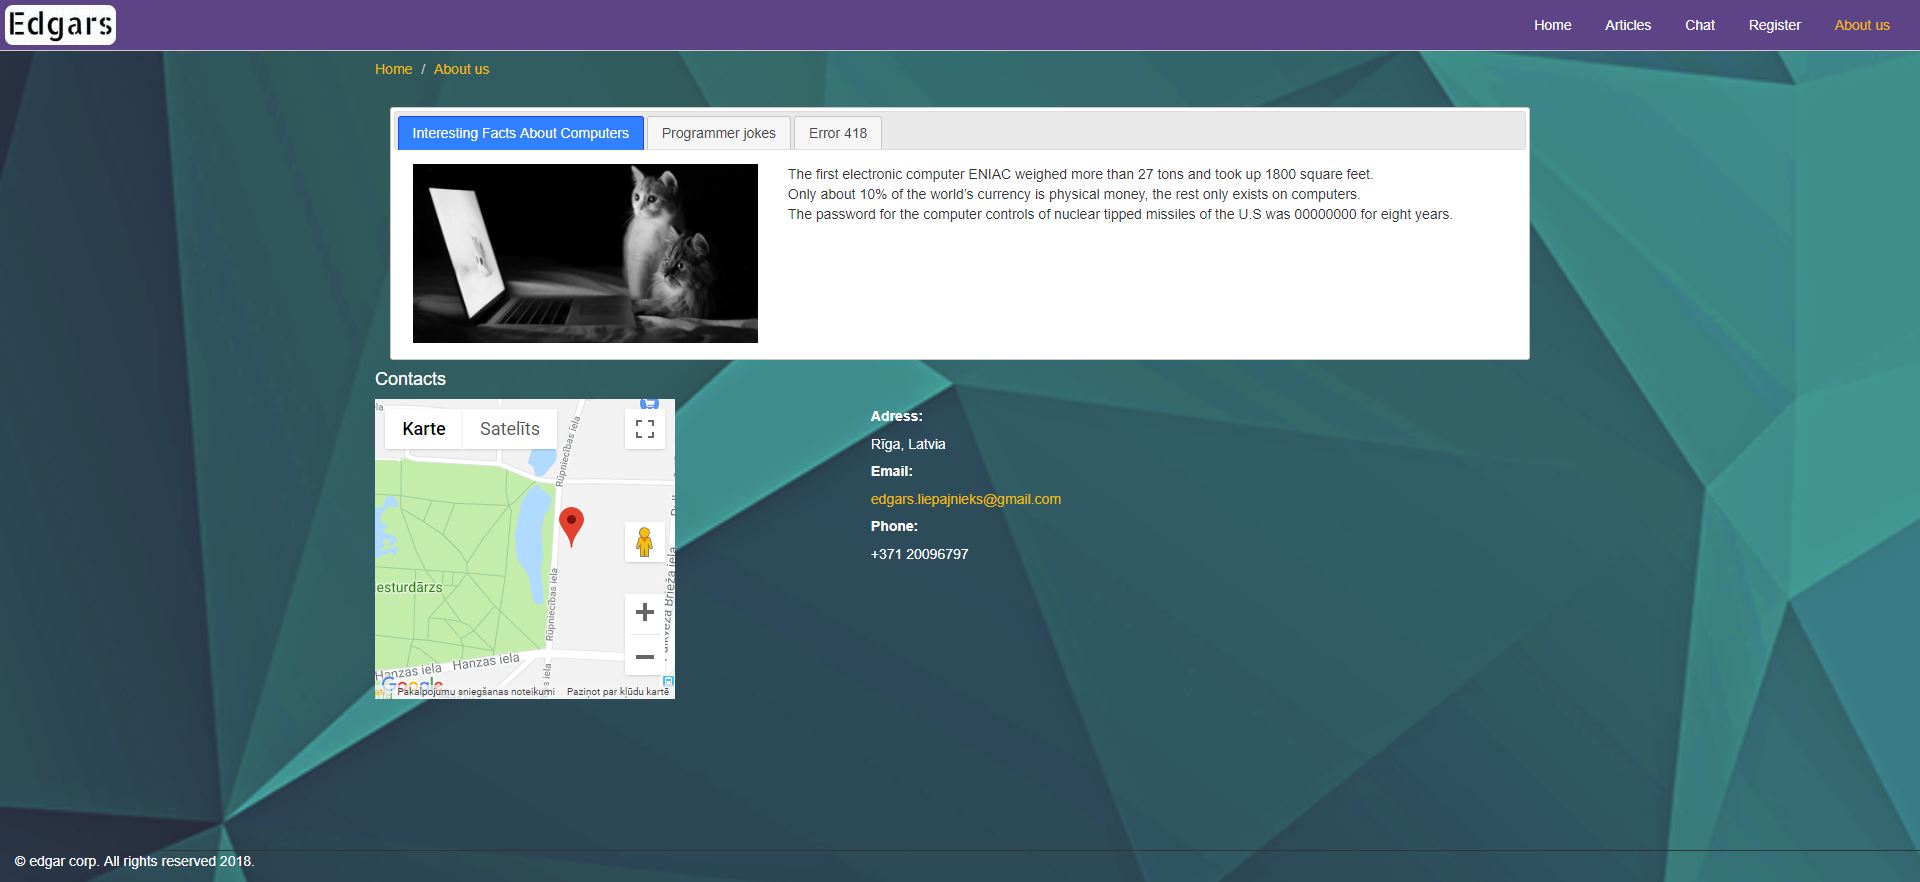 Edgars
Home Articles Chat Register About us
Home / About us
Interesting Facts About Computers Programmer jokes Error 418
The first electronic computer ENIAC weighed more than 27 tons and took up 1800 square feet.
Only about 10% of the world’s currency is physical money, the rest only exists on computers.
The password for the computer controls of nuclear tipped missiles of the U.S was 00000000 for eight years.
Contacts
Karte Satelīts
Rūpniecības iela
esturdārzs
Rūpniecības iela
Brieža iela
Hanzas iela Hanzas iela
iela
Google
Pakalpojumu sniegšanas noteikumi Paziņot par kļūdu kartē
Adress:
Rīga, Latvia
Email:
edgars.liepajnieks@gmail.com
Phone:
+371 20096797
© edgar corp. All rights reserved 2018.